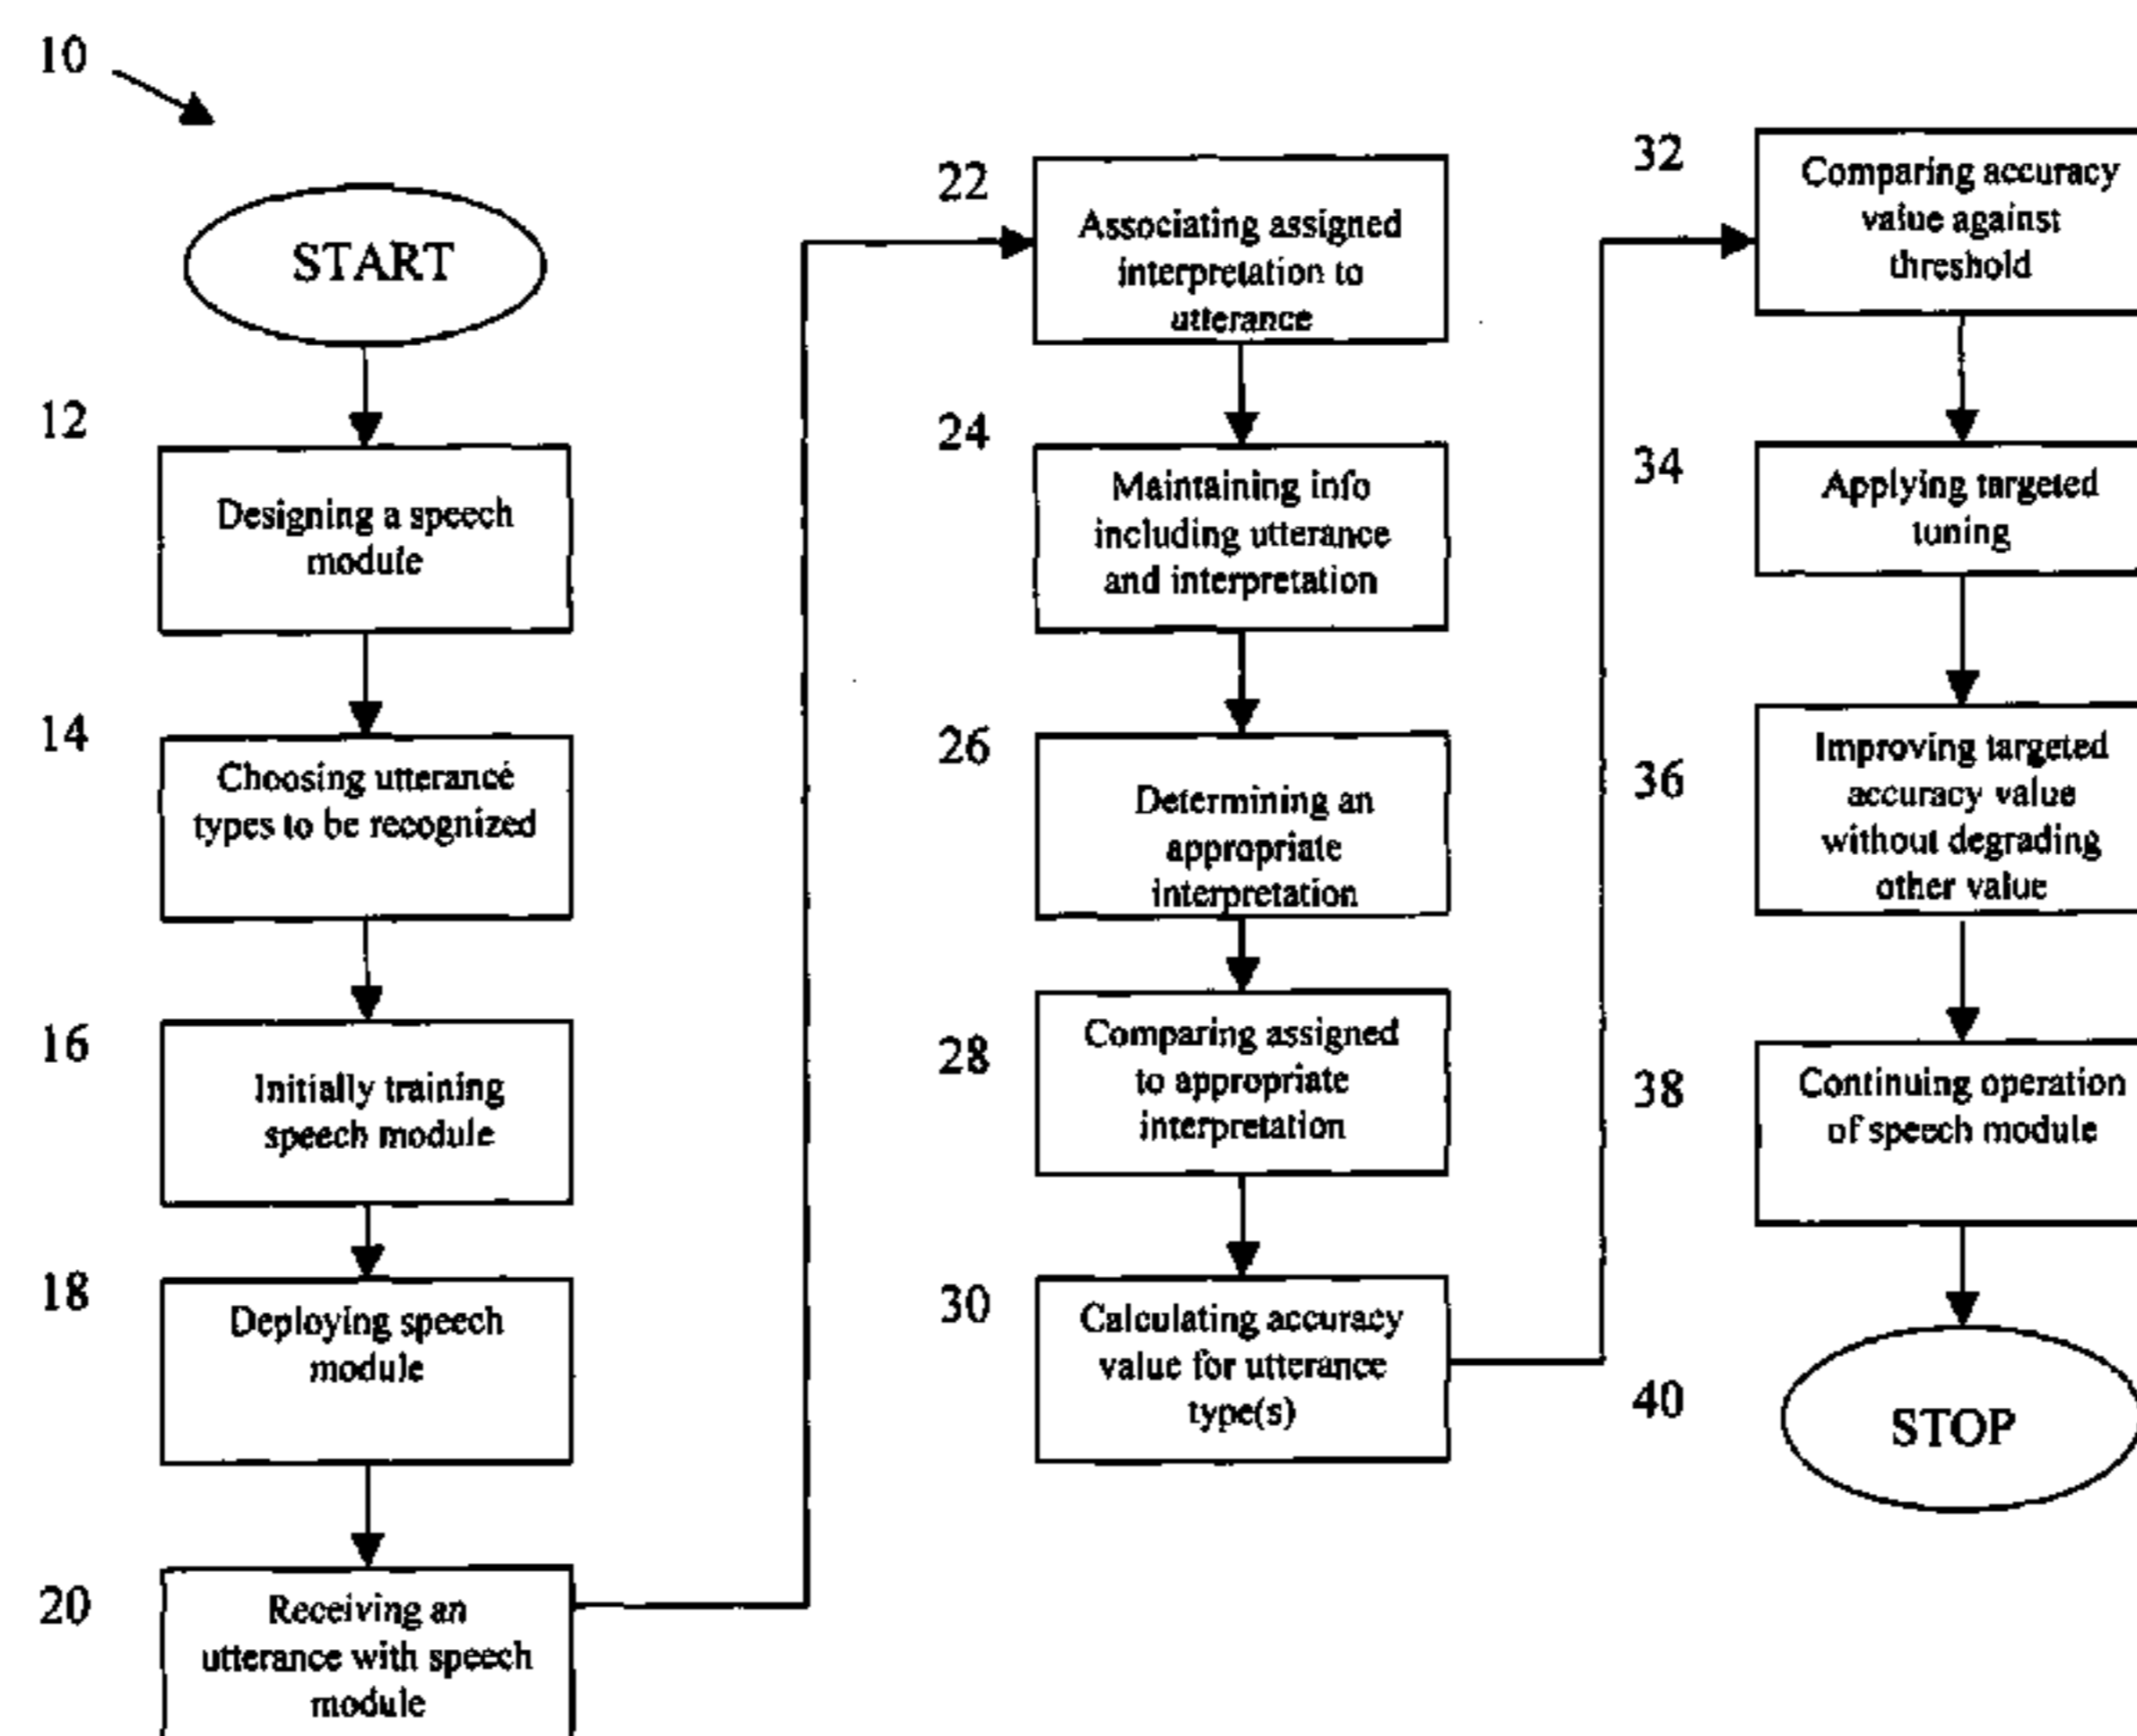 10
START
12
Designing a speech
module
14
Choosing utterance
types to be recognized
16
Initially training
speech module
18
Deploying speech
module
20
Receiving an
utterance with speech
module
22
Associating assigned
interpretation to
utterance
24
Maintaining info
including utterance
and interpretation
26
Determining an
appropriate
interpretation
28
Comparing assigned
to appropriate
interpretation
30
Calculating accuracy
value for utterance
type(s)
32
Comparing accuracy
value against
threshold
34
Applying targeted
tuning
36
Improving targeted
accuracy value
without degrading
other value
38
Continuing operation
of speech module
40
STOP